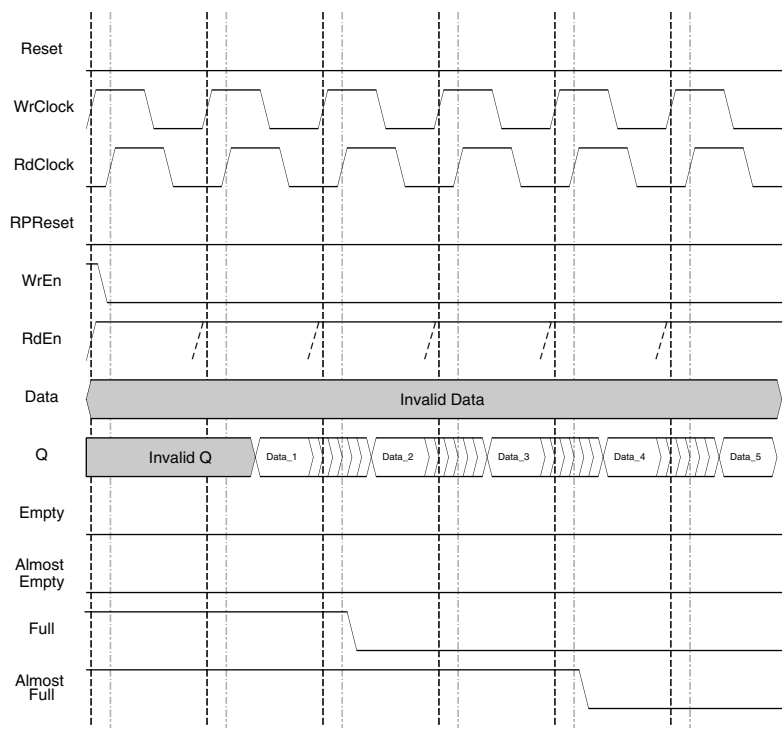 Reset
WrClock
RdClock
RPReset
WrEn
RdEn
Data
Invalid Data
Q
Invalid Q
Data_1
Data_2
Data_3
Data_4
Data_5
Empty
Almost
Empty
Full
Almost
Full